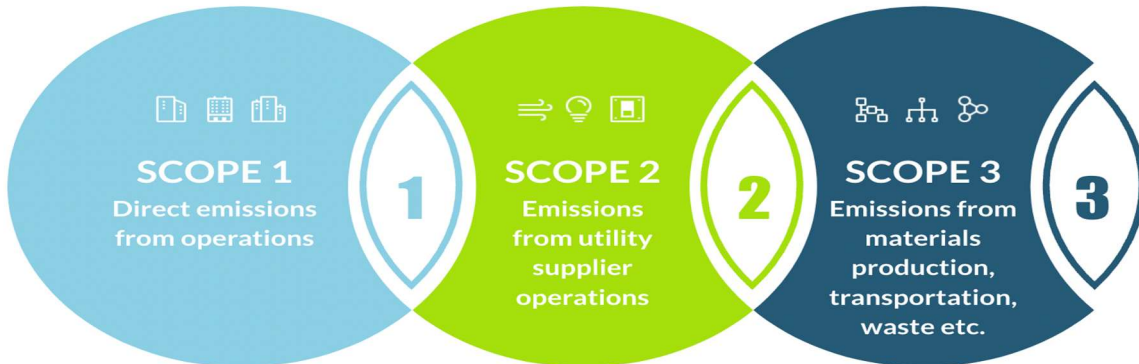 SCOPE 1
Direct emissions
from operations
1
SCOPE 2
Emissions
from utility
supplier
operations
2
SCOPE 3
Emissions from
materials
production,
transportation,
waste etc.
3